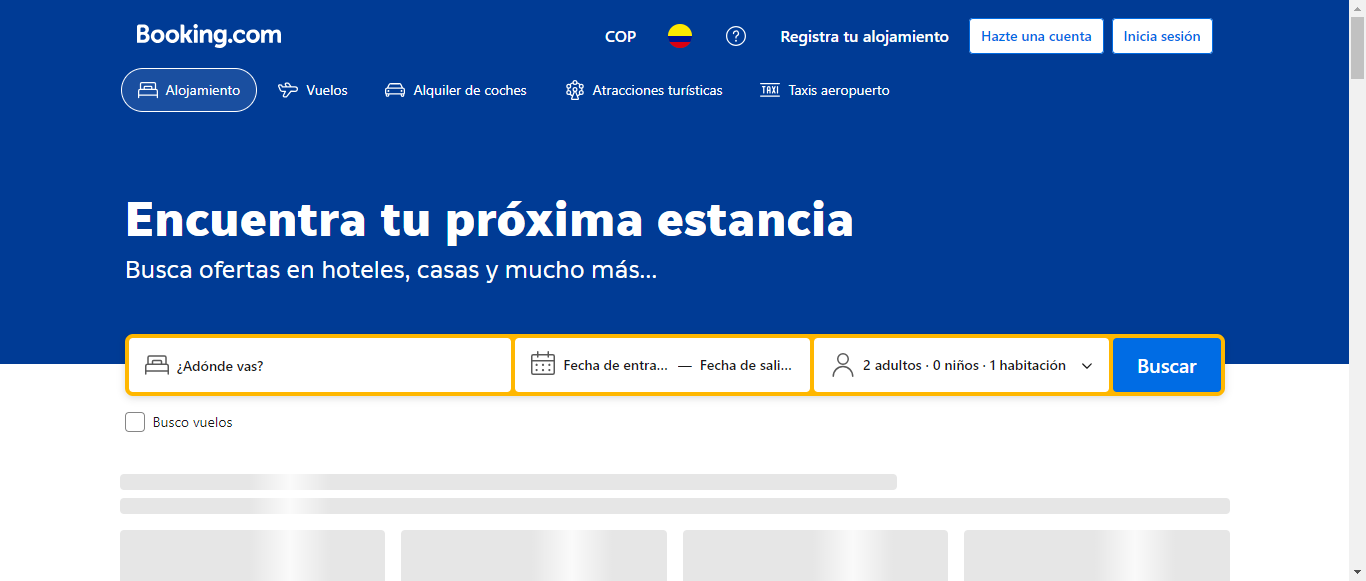 Booking.com
COP
Registra tu alojamiento
Hazte una cuenta
Inicia sesión
Alojamiento
Vuelos
Alquiler de coches
Atracciones turísticas
TAXI
Taxis aeropuerto
Encuentra tu próxima estancia
Busca ofertas en hoteles, casas y mucho más...
¿Adónde vas?
Fecha de entra... — Fecha de sali...
2 adultos · 0 niños · 1 habitación
Buscar
Busco vuelos